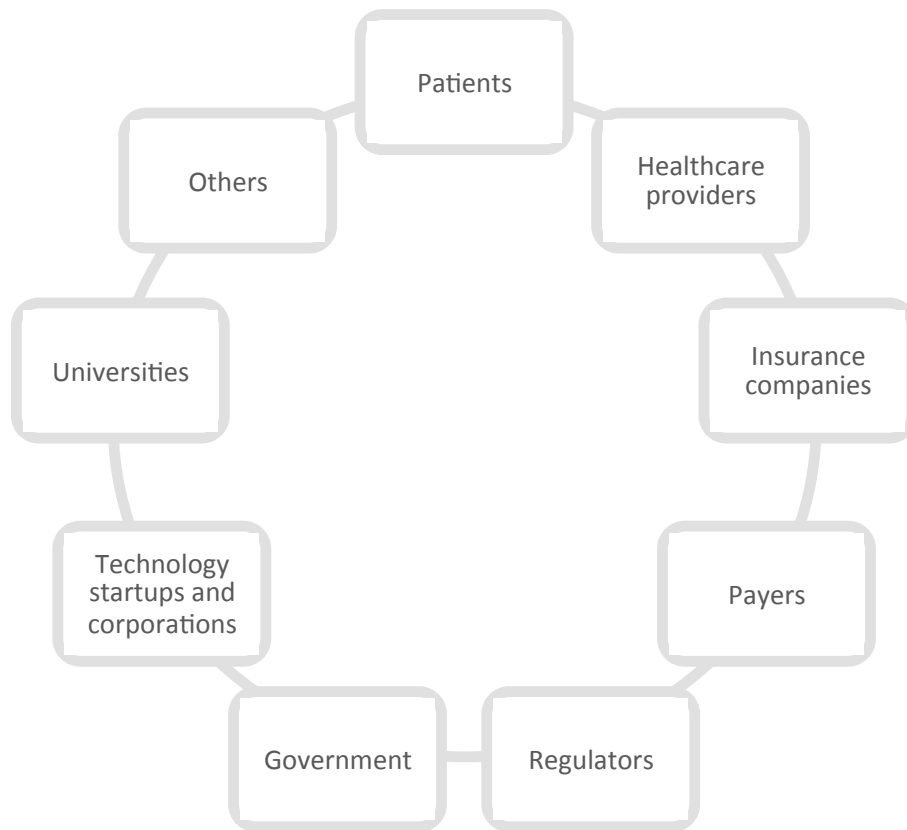 Patients
Healthcare
providers
Insurance
companies
Payers
Regulators
Government
Technology
startups and
corporations
Universities
Others